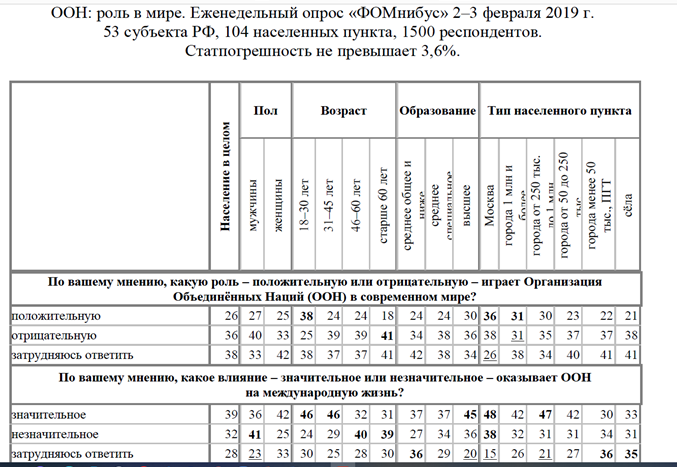 ООН: роль в мире. Еженедельный опрос «ФОМнибус» 2–3 февраля 2019 г.
53 субъекта РФ, 104 населенных пункта, 1500 респондентов.
Статпогрешность не превышает 3,6%.
Население в целом
Пол
Возраст
Образование
Тип населенного пункта
мужчины
женщины
18–30 лет
31–45 лет
46–60 лет
старше 60 лет
среднее общее и
ниже
среднее
специальное
высшее
Москва
города 1 млн и
более
города от 250 тыс.
до 1 млн
города от 50 до 250
тыс.
города менее 50
тыс., ПГТ
сёла
По вашему мнению, какую роль – положительную или отрицательную – играет Организация
Объединённых Наций (ООН) в современном мире?
положительную 26 27 25 38 24 24 18 24 24 30 36 31 30 23 22 21
отрицательную 36 40 33 25 39 39 41 34 38 36 38 31 35 37 37 38
затрудняюсь ответить 38 33 42 38 37 37 41 42 38 34 26 38 34 40 41 41
По вашему мнению, какое влияние – значительное или незначительное – оказывает ООН
на международную жизнь?
значительное 39 36 42 46 46 32 31 37 37 45 48 42 47 42 30 33
незначительное 32 41 25 24 29 40 39 27 34 36 38 32 31 31 34 31
затрудняюсь ответить 28 23 33 30 25 28 30 36 29 20 15 26 21 27 36 35